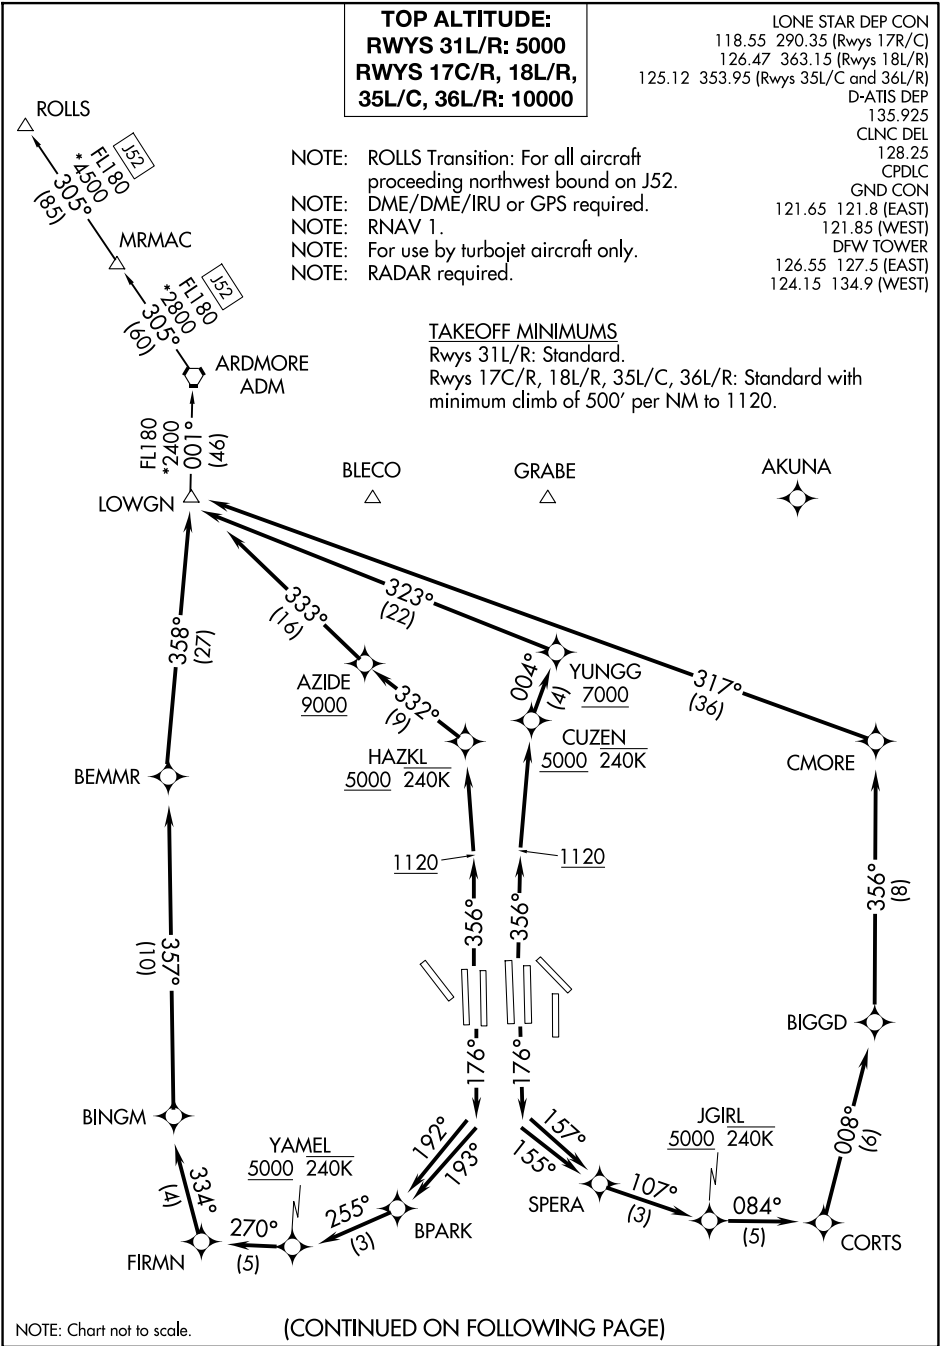 TOP ALTITUDE:
RWYS 31L/R: 5000
RWYS 17C/R, 18L/R,
35L/C, 36L/R: 10000
LONE STAR DEP CON
118.55 290.35 (Rwys 17R/C)
126.47 363.15 (Rwys 18L/R)
125.12 353.95 (Rwys 35L/C and 36L/R)
D-ATIS DEP
135.925
CLNC DEL
128.25
CPDLC
GND CON
121.65 121.8 (EAST)
121.85 (WEST)
DFW TOWER
126.55 127.5 (EAST)
124.15 134.9 (WEST)
NOTE: ROLLS Transition: For all aircraft
proceeding northwest bound on J52.
NOTE: DME/DME/IRU or GPS required.
NOTE: RNAV 1.
NOTE: For use by turbojet aircraft only.
NOTE: RADAR required.
TAKEOFF MINIMUMS
Rwys 31L/R: Standard.
Rwys 17C/R, 18L/R, 35L/C, 36L/R: Standard with
minimum climb of 500' per NM to 1120.
ROLLS
J52
FL180
*4500
305°
(85)
MRMAC
J52
FL180
*2800
305°
(60)
ARDMORE
ADM
FL180
*2400
001°
(46)
LOWGN
BLECO
GRABE
AKUNA
358°
(27)
333°
(16)
323°
(22)
317°
(36)
AZIDE
9000
332°
(9)
004°
(4)
YUNGG
7000
HAZKL
5000 240K
CUZEN
5000 240K
BEMMR
CMORE
1120
1120
356°
356°
356°
(8)
357°
(10)
BIGGD
176°
176°
BINGM
192°
193°
157°
155°
JGIRL
5000 240K
008°
(9)
YAMEL
5000 240K
334°
(4)
270°
(5)
255°
(3)
BPARK
SPERA
107°
(3)
084°
(5)
CORTS
FIRMN
NOTE: Chart not to scale.
(CONTINUED ON FOLLOWING PAGE)